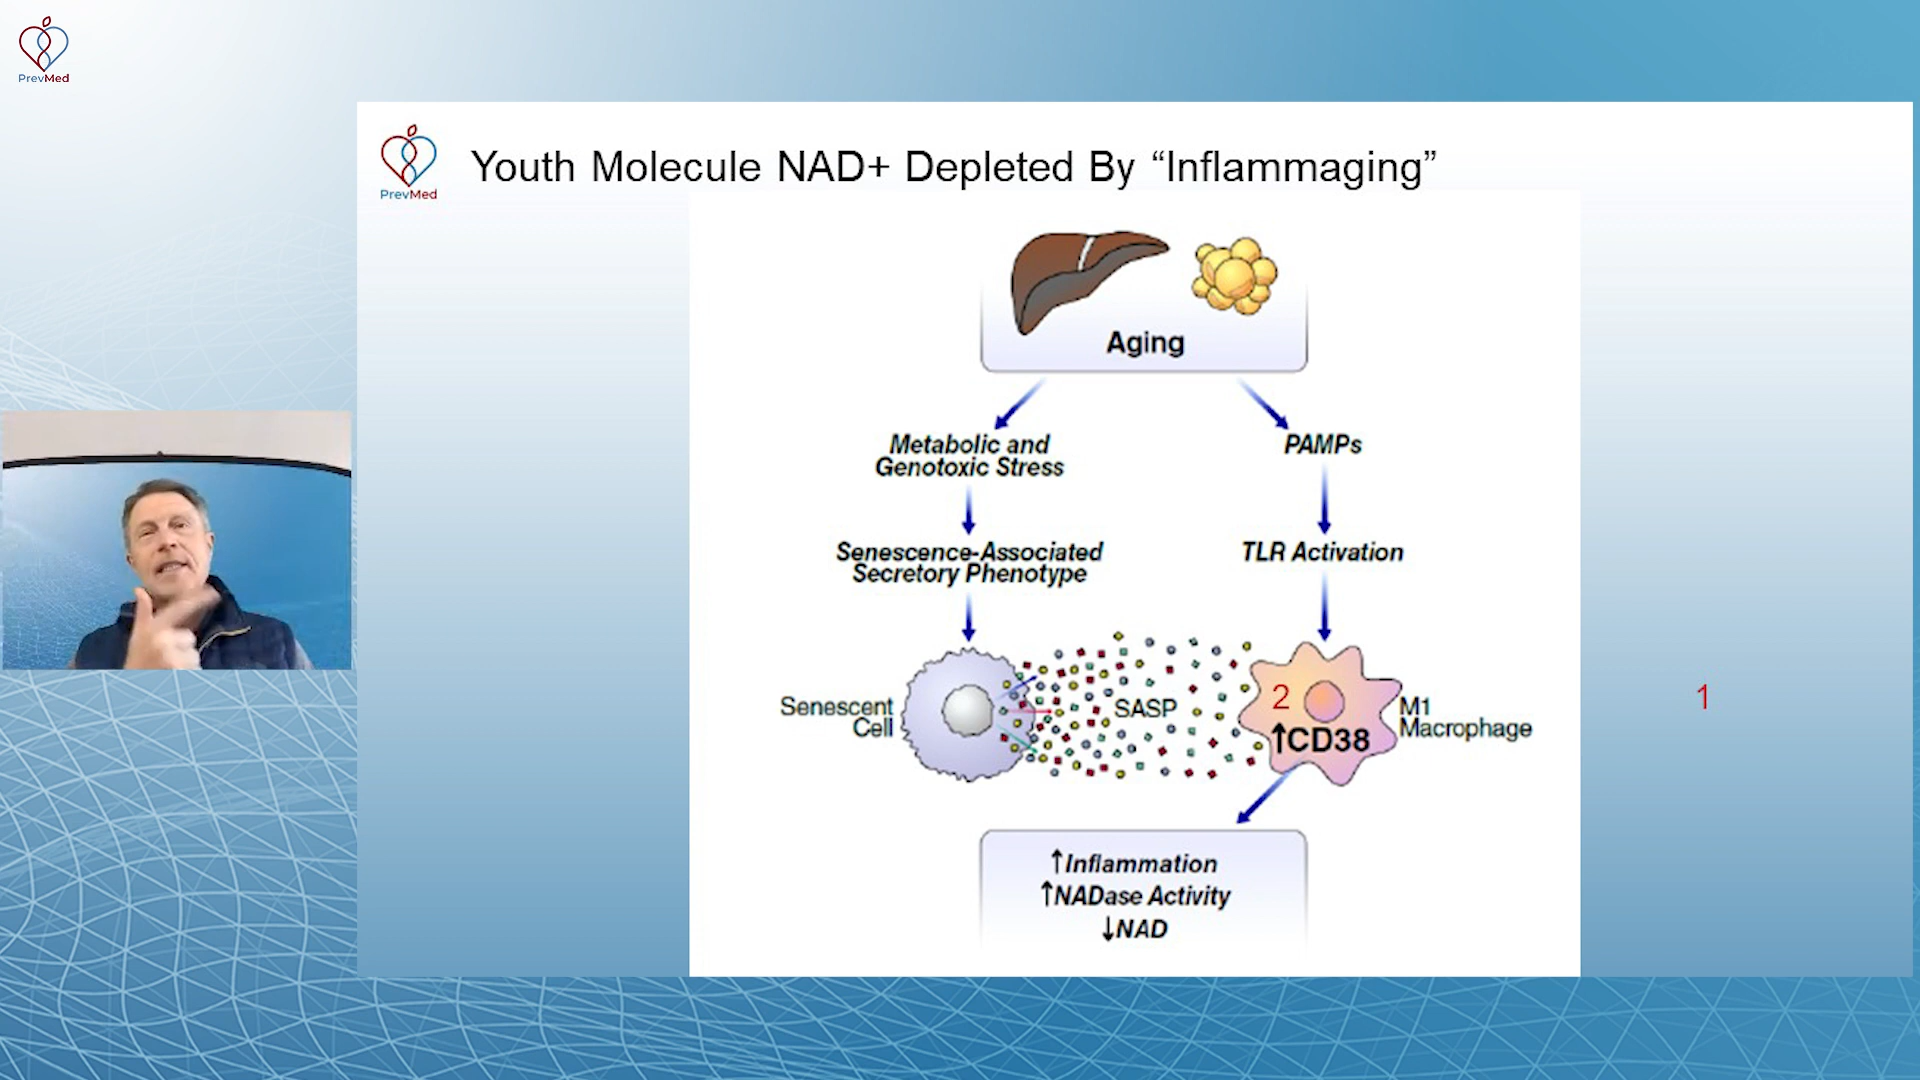 PrevMed
PrevMed
Youth Molecule NAD+ Depleted By “Inflammaging”
Aging
Metabolic and
Genotoxic Stress
PAMPs
Senescence-Associated
Secretory Phenotype
TLR Activation
Senescent
Cell
SASP
2
↑CD38
M1
Macrophage
1
↑Inflammation
↑NADase Activity
↓NAD